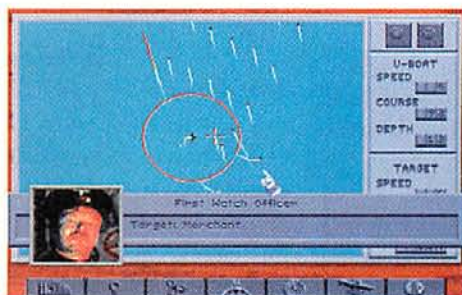 U-BOAT
SPEED
COURSE
DEPTH
TARGET
SPEED
First Watch Officer
Target: Merchant